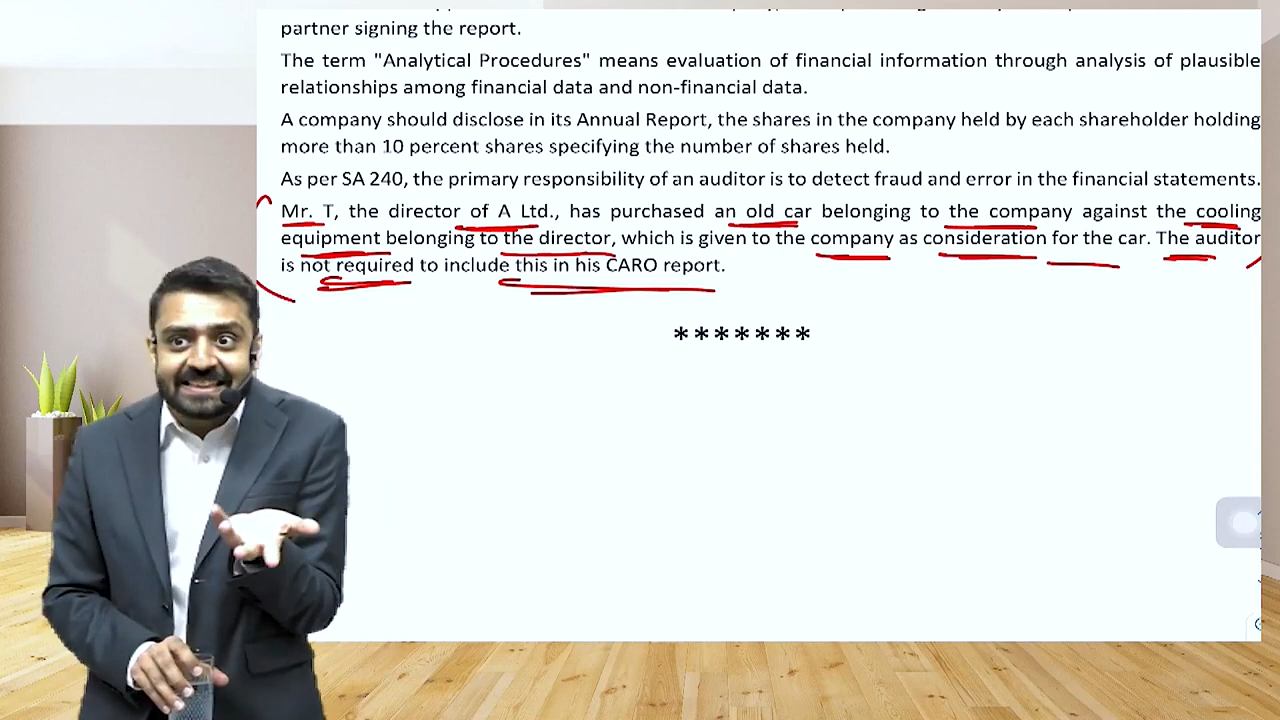 partner signing the report.
The term "Analytical Procedures" means evaluation of financial information through analysis of plausible
relationships among financial data and non-financial data.
A company should disclose in its Annual Report, the shares in the company held by each shareholder holding
more than 10 percent shares specifying the number of shares held.
As per SA 240, the primary responsibility of an auditor is to detect fraud and error in the financial statements.
Mr. T, the director of A Ltd., has purchased an old car belonging to the company against the cooling
equipment belonging to the director, which is given to the company as consideration for the car. The auditor
is not required to include this in his CARO report.
*******